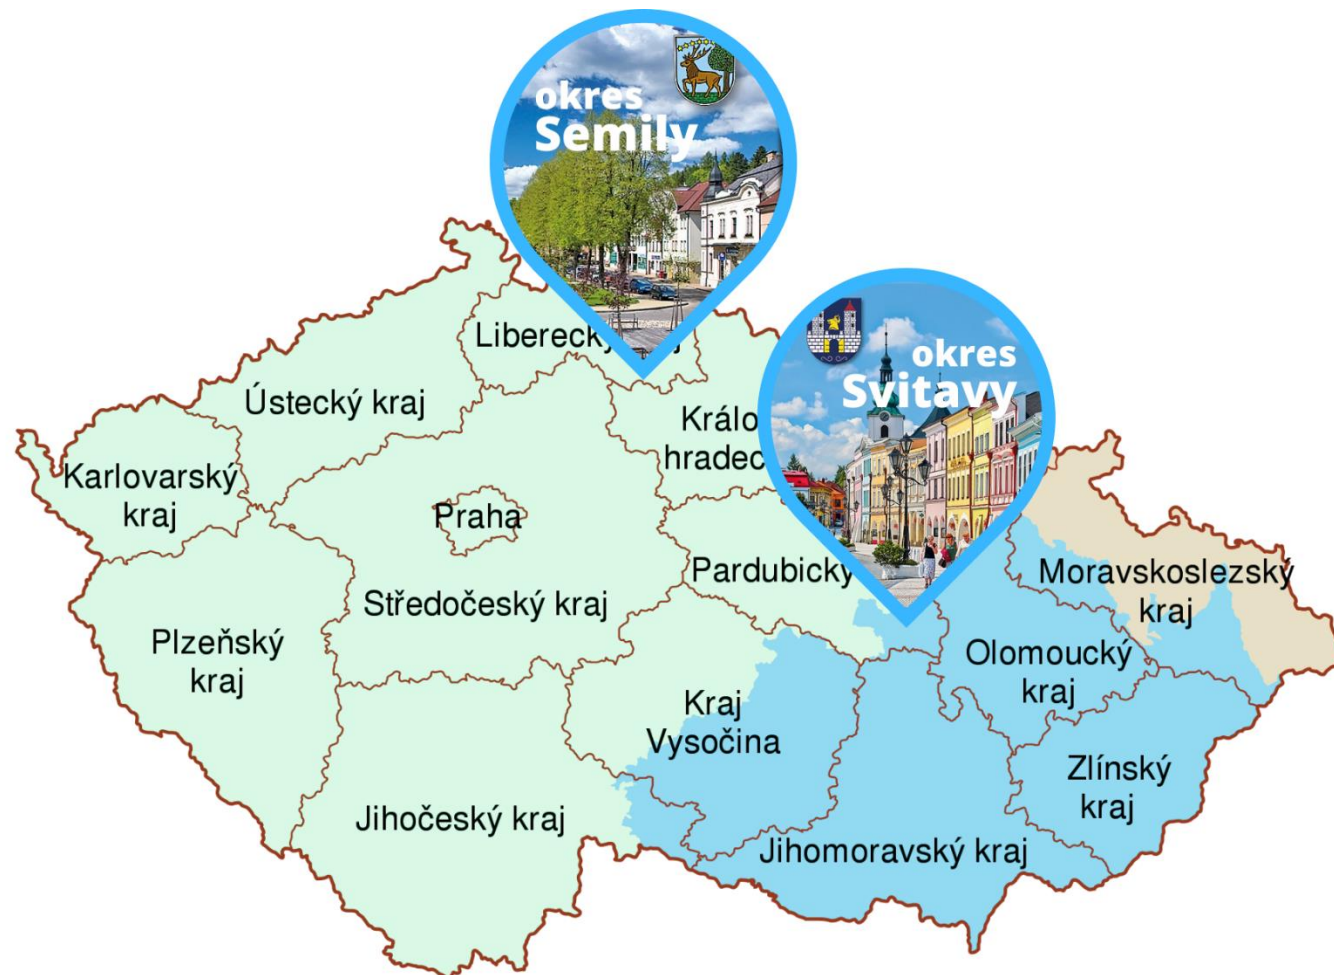 okres
Semily
okres
Svitavy
Liberecký
Ústecký kraj
Králo
hradec
Karlovarský
kraj
Praha
Pardubický
Moravskoslezský
kraj
Středočeský kraj
Plzeňský
kraj
Olomoucký
kraj
Kraj
Vysočina
Zlínský
kraj
Jihočeský kraj
Jihomoravský kraj